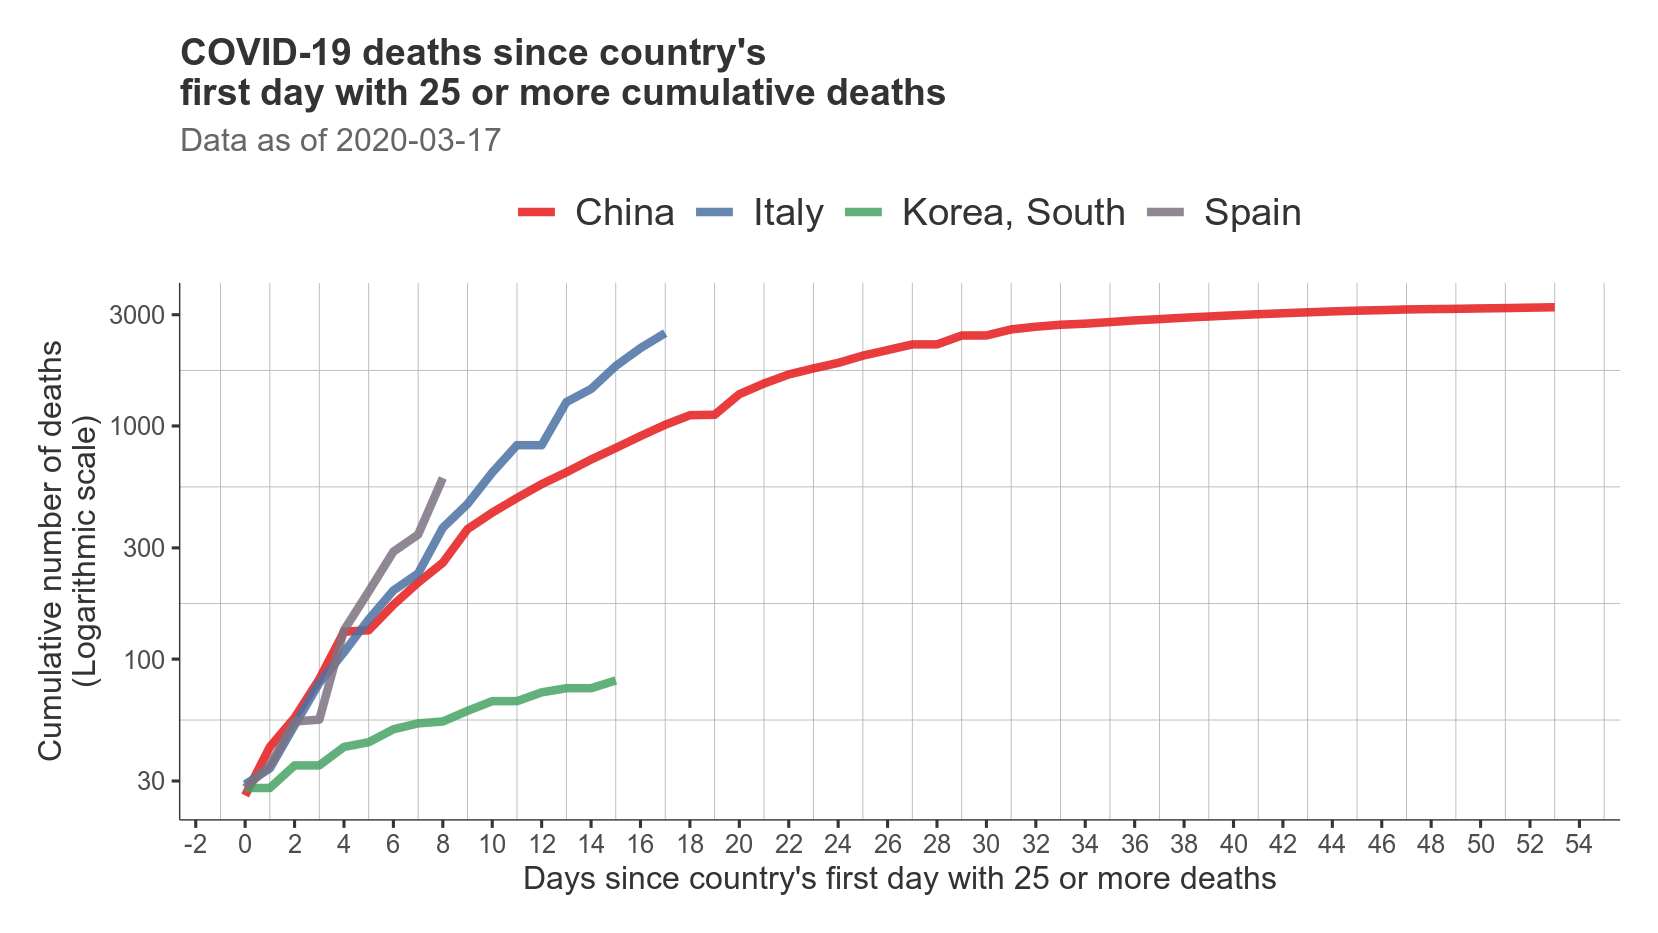 COVID-19 deaths since country's
first day with 25 or more cumulative deaths
Data as of 2020-03-17
China Italy Korea, South Spain
Cumulative number of deaths
(Logarithmic scale)
3000
1000
300
100
30
-2 0 2 4 6 8 10 12 14 16 18 20 22 24 26 28 30 32 34 36 38 40 42 44 46 48 50 52 54
Days since country's first day with 25 or more deaths